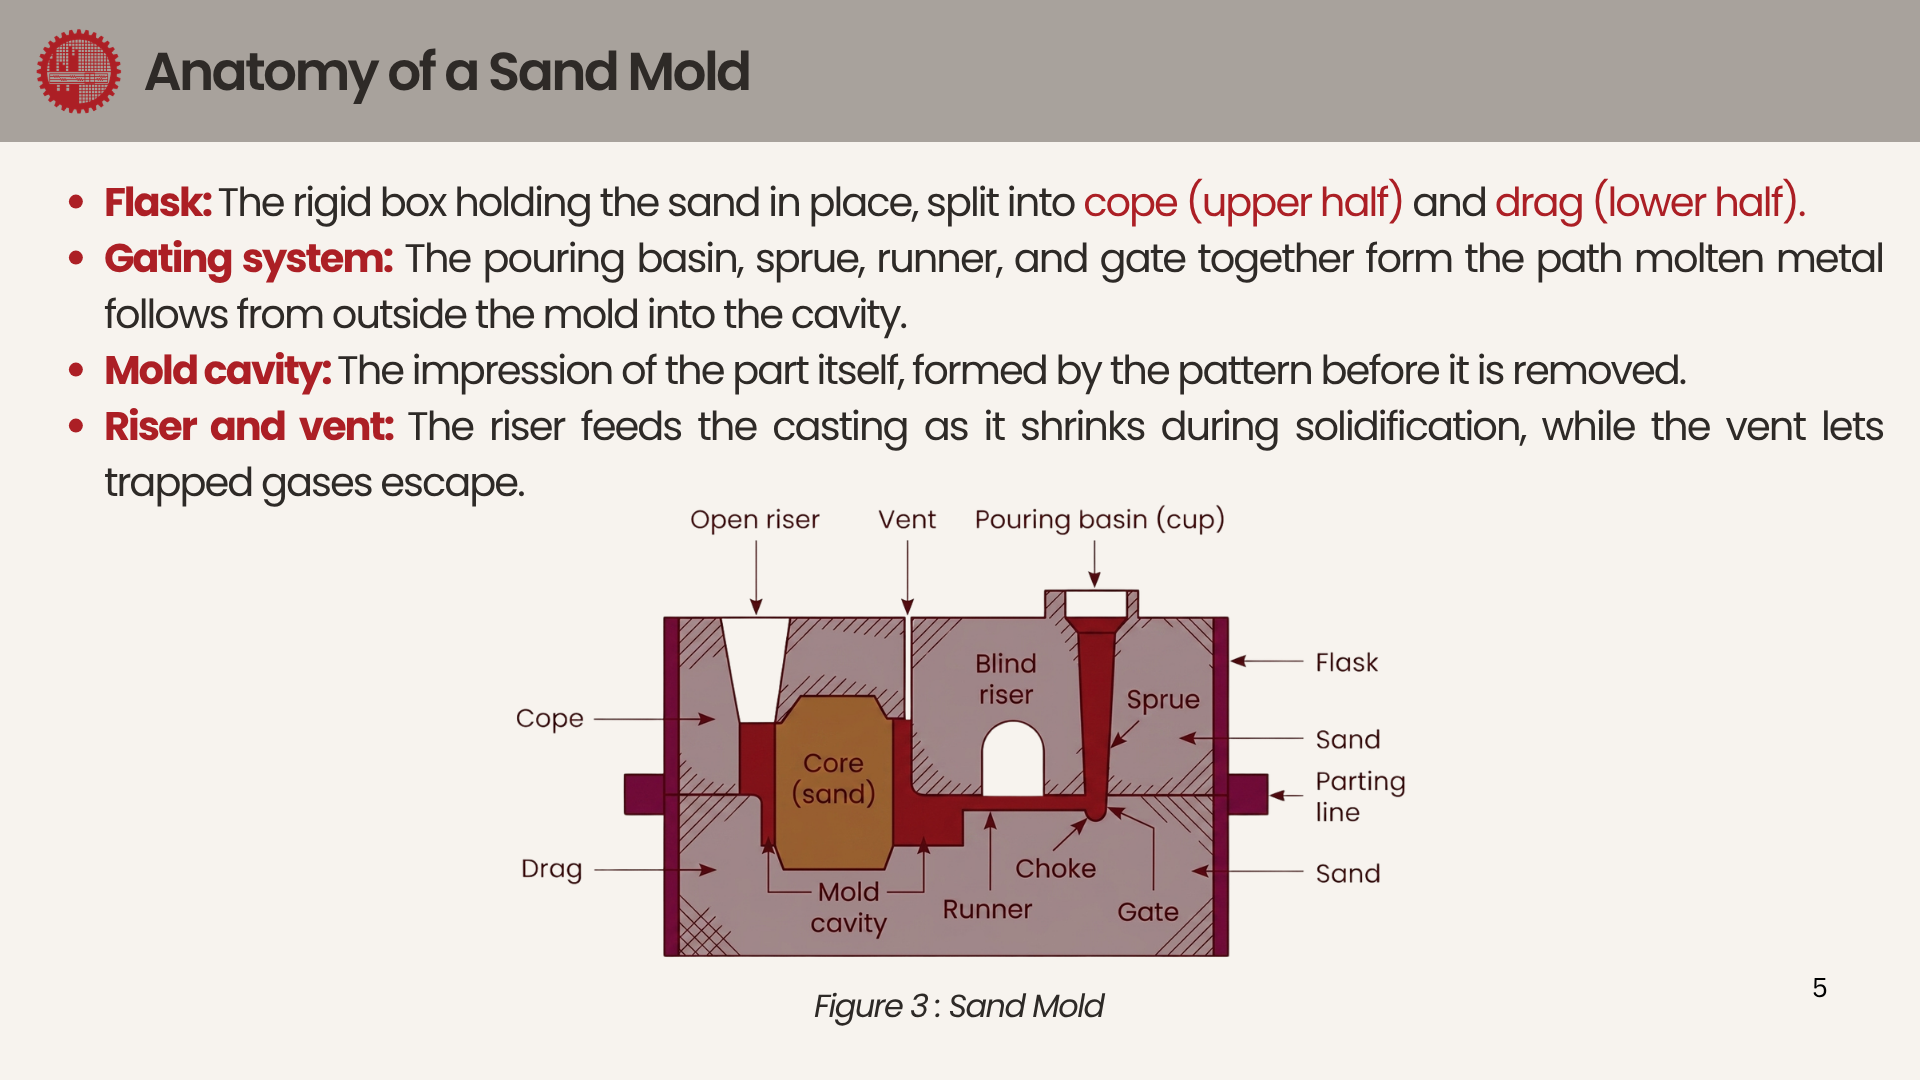 Anatomy of a Sand Mold
• Flask: The rigid box holding the sand in place, split into cope (upper half) and drag (lower half).
• Gating system: The pouring basin, sprue, runner, and gate together form the path molten metal
follows from outside the mold into the cavity.
• Mold cavity: The impression of the part itself, formed by the pattern before it is removed.
• Riser and vent: The riser feeds the casting as it shrinks during solidification, while the vent lets
trapped gases escape.
Open riser
Vent
Pouring basin (cup)
Blind
riser
Flask
Sprue
Cope
Sand
Core
(sand)
Parting
line
Drag
Choke
Sand
Mold
cavity
Runner
Gate
Figure 3 : Sand Mold
5